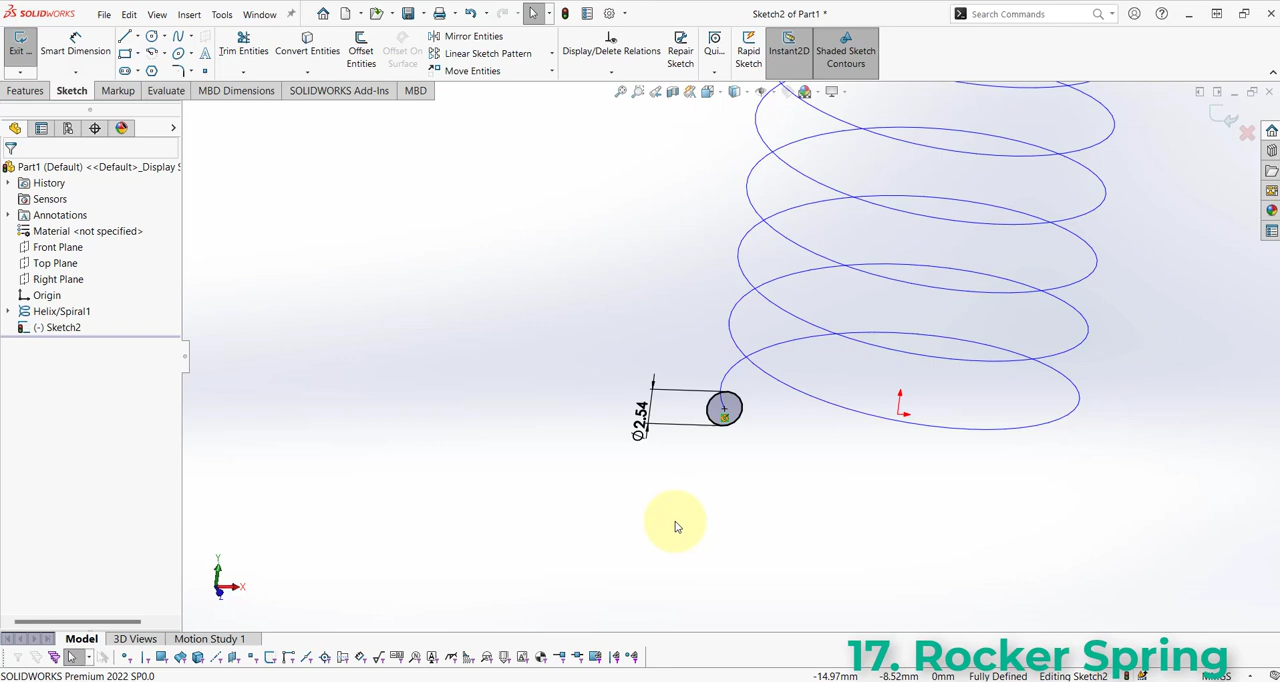 SOLIDWORKS
File Edit View Insert Tools Window
Sketch2 of Part1 *
Search Commands
Exit ...
Smart Dimension
Trim Entities
Convert Entities
Offset Entities
Offset On Surface
Mirror Entities
Linear Sketch Pattern
Move Entities
Display/Delete Relations
Repair Sketch
Qui...
Rapid Sketch
Instant2D
Shaded Sketch Contours
Features Sketch Markup Evaluate MBD Dimensions SOLIDWORKS Add-Ins MBD
Part1 (Default) <<Default>_Display S
History
Sensors
Annotations
Material <not specified>
Front Plane
Top Plane
Right Plane
Origin
Helix/Spiral1
(-) Sketch2
Ø2.54
Y
X
Z
Model 3D Views Motion Study 1
17. Rocker Spring
SOLIDWORKS Premium 2022 SP0.0
-14.97mm -8.52mm 0mm Fully Defined Editing Sketch2